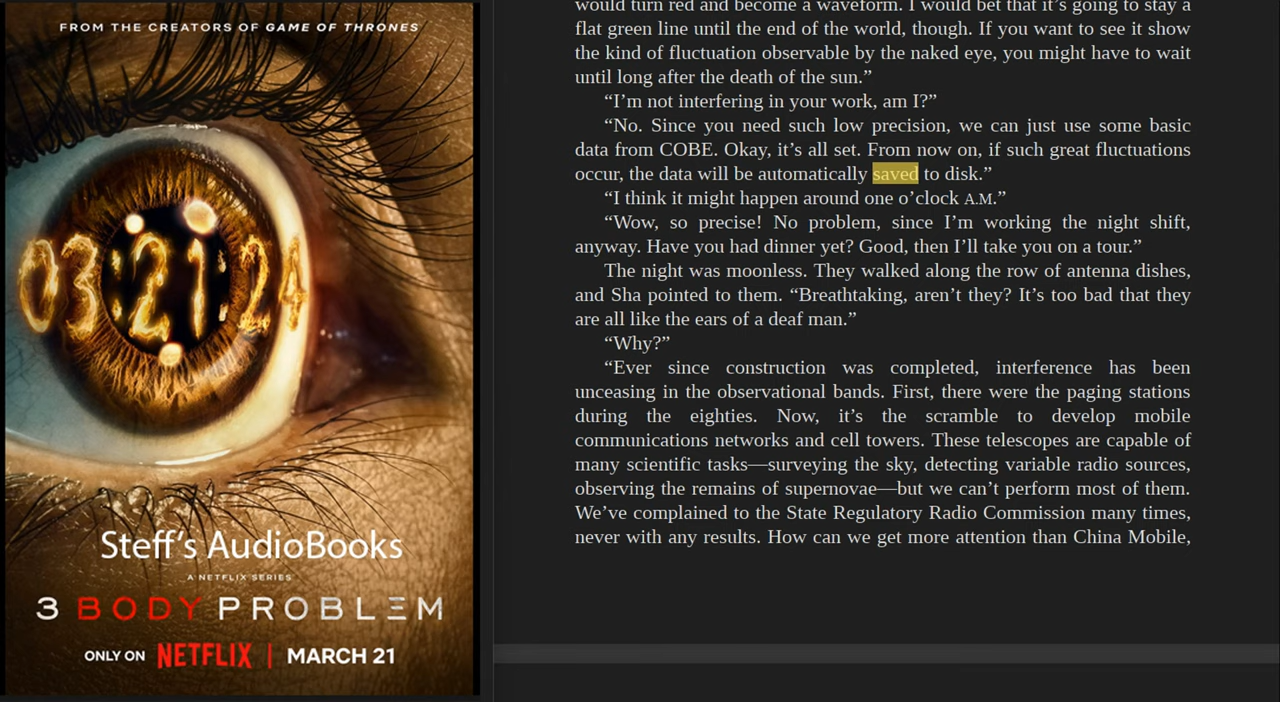 FROM THE CREATORS OF GAME OF THRONES
03:21:24
Steff's AudioBooks
A NETFLIX SERIES
3 BODY PROBLEM
ONLY ON NETFLIX | MARCH 21
would turn red and become a waveform. I would bet that it’s going to stay a
flat green line until the end of the world, though. If you want to see it show
the kind of fluctuation observable by the naked eye, you might have to wait
until long after the death of the sun.”
“I’m not interfering in your work, am I?”
“No. Since you need such low precision, we can just use some basic
data from COBE. Okay, it’s all set. From now on, if such great fluctuations
occur, the data will be automatically saved to disk.”
“I think it might happen around one o’clock A.M.”
“Wow, so precise! No problem, since I’m working the night shift,
anyway. Have you had dinner yet? Good, then I’ll take you on a tour.”
The night was moonless. They walked along the row of antenna dishes,
and Sha pointed to them. “Breathtaking, aren’t they? It’s too bad that they
are all like the ears of a deaf man.”
“Why?”
“Ever since construction was completed, interference has been
unceasing in the observational bands. First, there were the paging stations
during the eighties. Now, it’s the scramble to develop mobile
communications networks and cell towers. These telescopes are capable of
many scientific tasks—surveying the sky, detecting variable radio sources,
observing the remains of supernovae—but we can’t perform most of them.
We’ve complained to the State Regulatory Radio Commission many times,
never with any results. How can we get more attention than China Mobile,